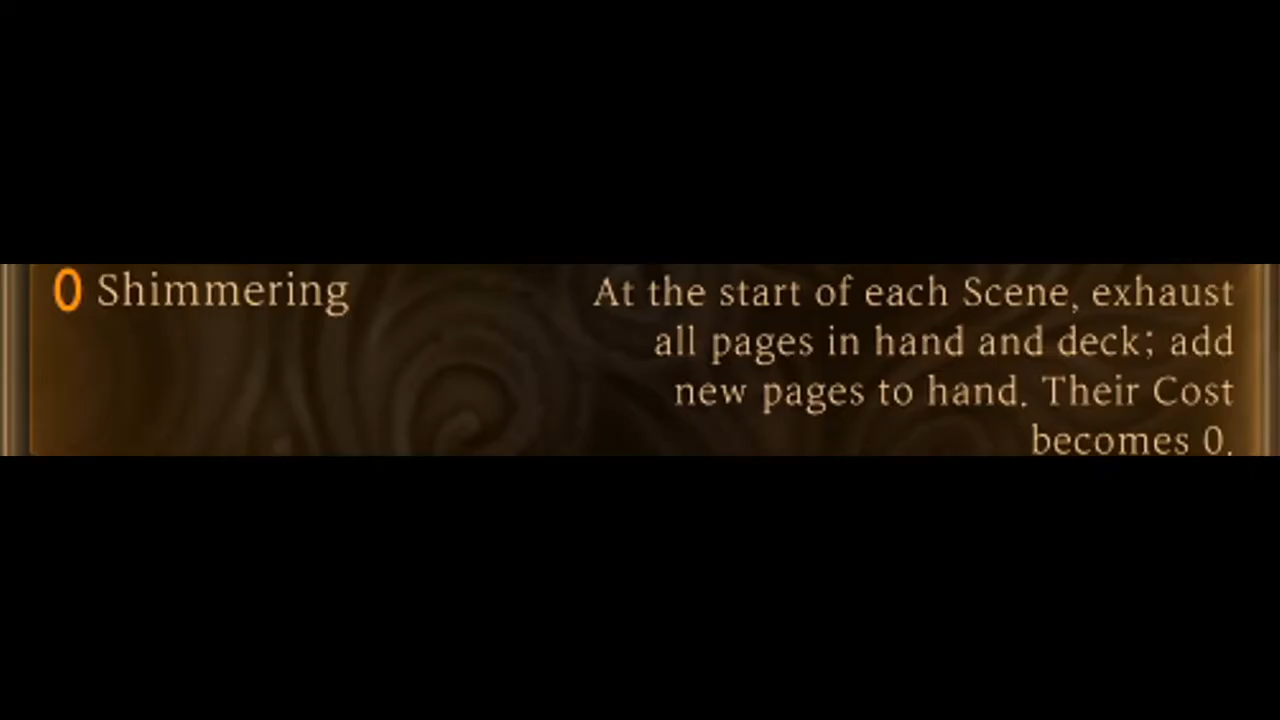 0 Shimmering
At the start of each Scene, exhaust
all pages in hand and deck; add
new pages to hand. Their Cost
becomes 0.